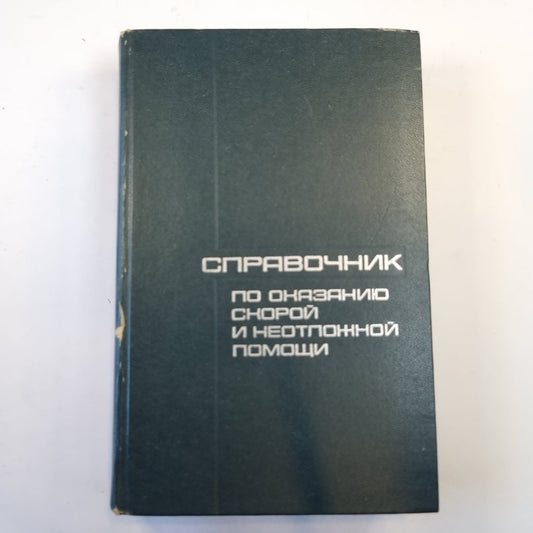 СПРАВОЧНИК
ПО ОКАЗАНИЮ
СКОРОЙ
И НЕОТЛОЖНОЙ
ПОМОЩИ